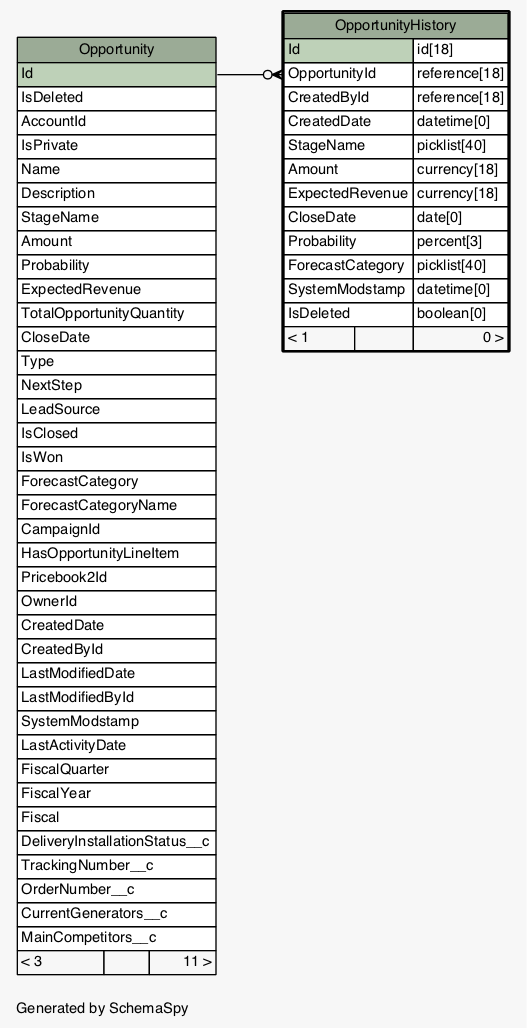 Opportunity
Id
IsDeleted
AccountId
IsPrivate
Name
Description
StageName
Amount
Probability
ExpectedRevenue
TotalOpportunityQuantity
CloseDate
Type
NextStep
LeadSource
IsClosed
IsWon
ForecastCategory
ForecastCategoryName
CampaignId
HasOpportunityLineItem
Pricebook2Id
OwnerId
CreatedDate
CreatedById
LastModifiedDate
LastModifiedById
SystemModstamp
LastActivityDate
FiscalQuarter
FiscalYear
Fiscal
DeliveryInstallationStatus__c
TrackingNumber__c
OrderNumber__c
CurrentGenerators__c
MainCompetitors__c
< 3 11 >
OpportunityHistory
Id id[18]
OpportunityId reference[18]
CreatedById reference[18]
CreatedDate datetime[0]
StageName picklist[40]
Amount currency[18]
ExpectedRevenue currency[18]
CloseDate date[0]
Probability percent[3]
ForecastCategory picklist[40]
SystemModstamp datetime[0]
IsDeleted boolean[0]
< 1 0 >
Generated by SchemaSpy